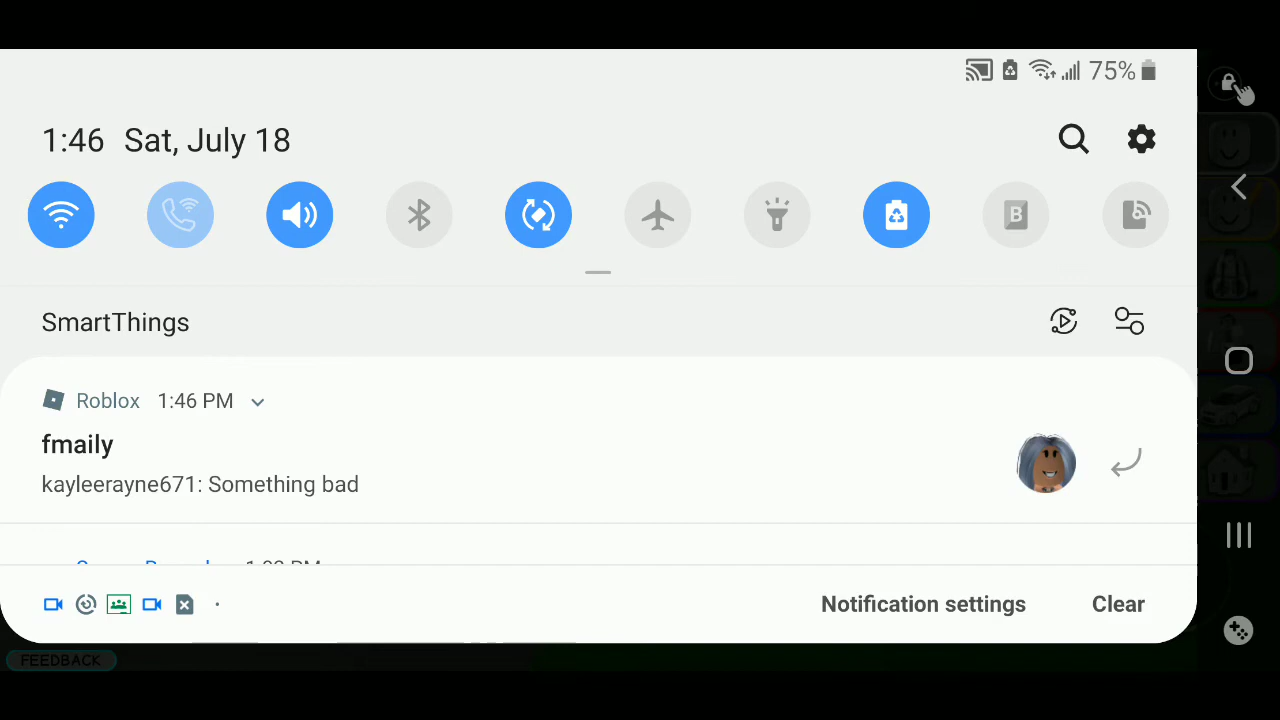 75%
1:46 Sat, July 18
B
SmartThings
Roblox 1:46 PM
fmaily
kayleerayne671: Something bad
Notification settings
Clear
FEEDBACK